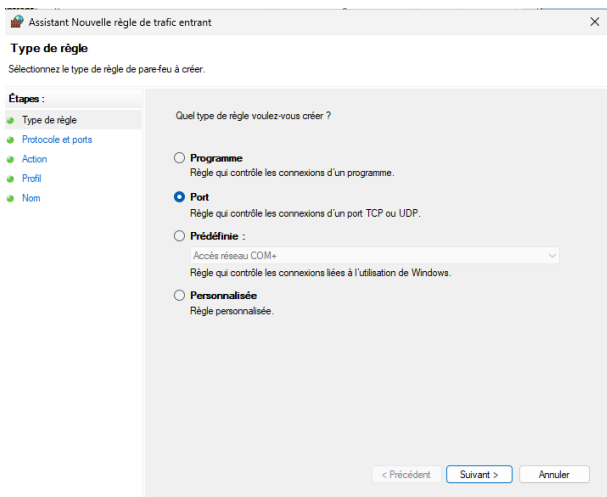 Assistant Nouvelle règle de trafic entrant
Type de règle
Sélectionnez le type de règle de pare-feu à créer.
Étapes :
Type de règle
Protocole et ports
Action
Profil
Nom
Quel type de règle voulez-vous créer ?
Programme
Règle qui contrôle les connexions d'un programme.
Port
Règle qui contrôle les connexions d'un port TCP ou UDP.
Prédéfinie :
Accès réseau COM+
Règle qui contrôle les connexions liées à l'utilisation de Windows.
Personnalisée
Règle personnalisée.
< Précédent Suivant > Annuler